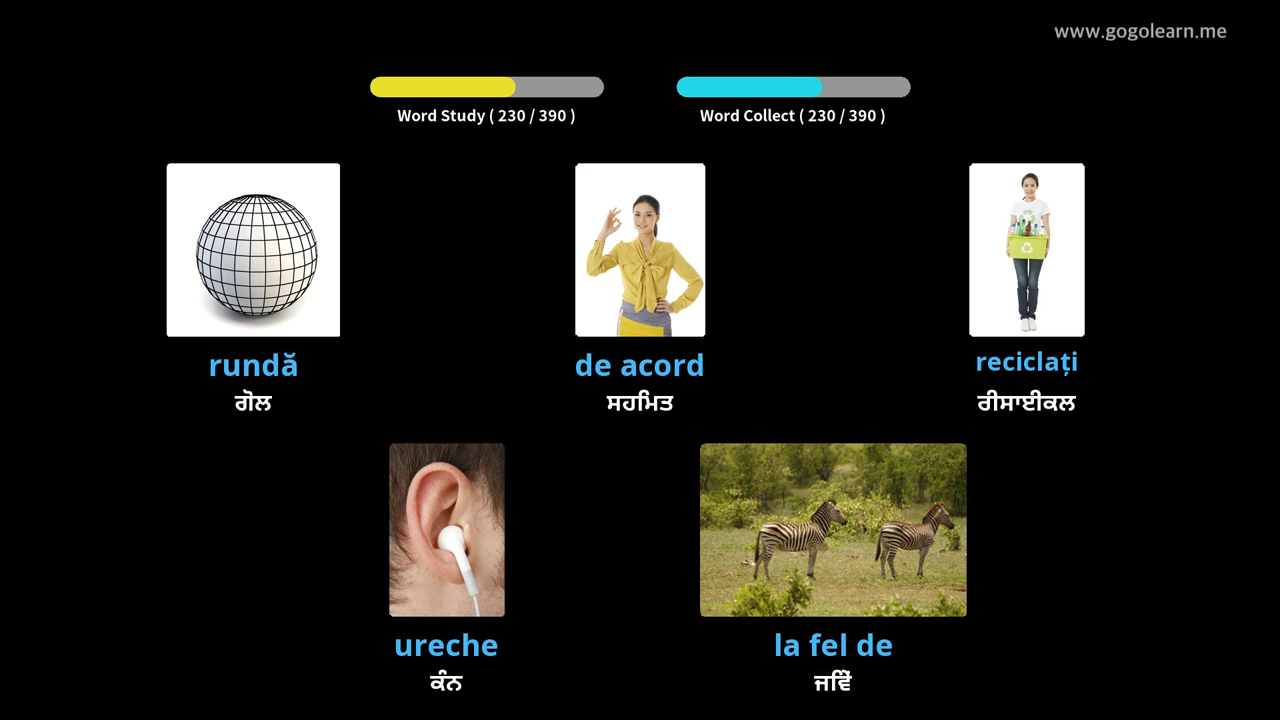 www.gogolearn.me
Word Study ( 230 / 390 )
Word Collect ( 230 / 390 )
rundă
ਗੋਲ
de acord
ਸਹਮਿਤ
reciclați
ਰੀਸਾਈਕਲ
ureche
ਕੰਨ
la fel de
ਜਵਿੇਂ